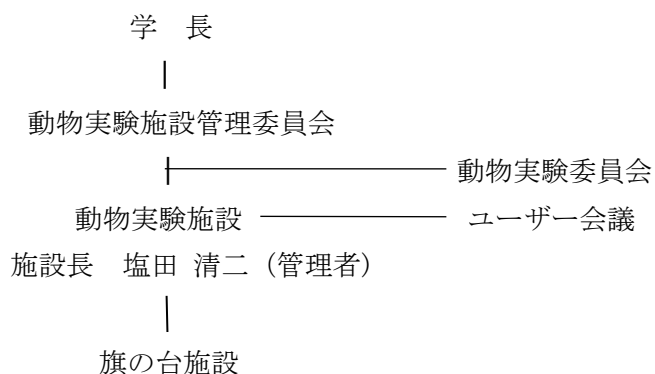 学　長
動物実験施設管理委員会
動物実験委員会
動物実験施設
ユーザー会議
施設長　塩田 清二（管理者）
旗の台施設